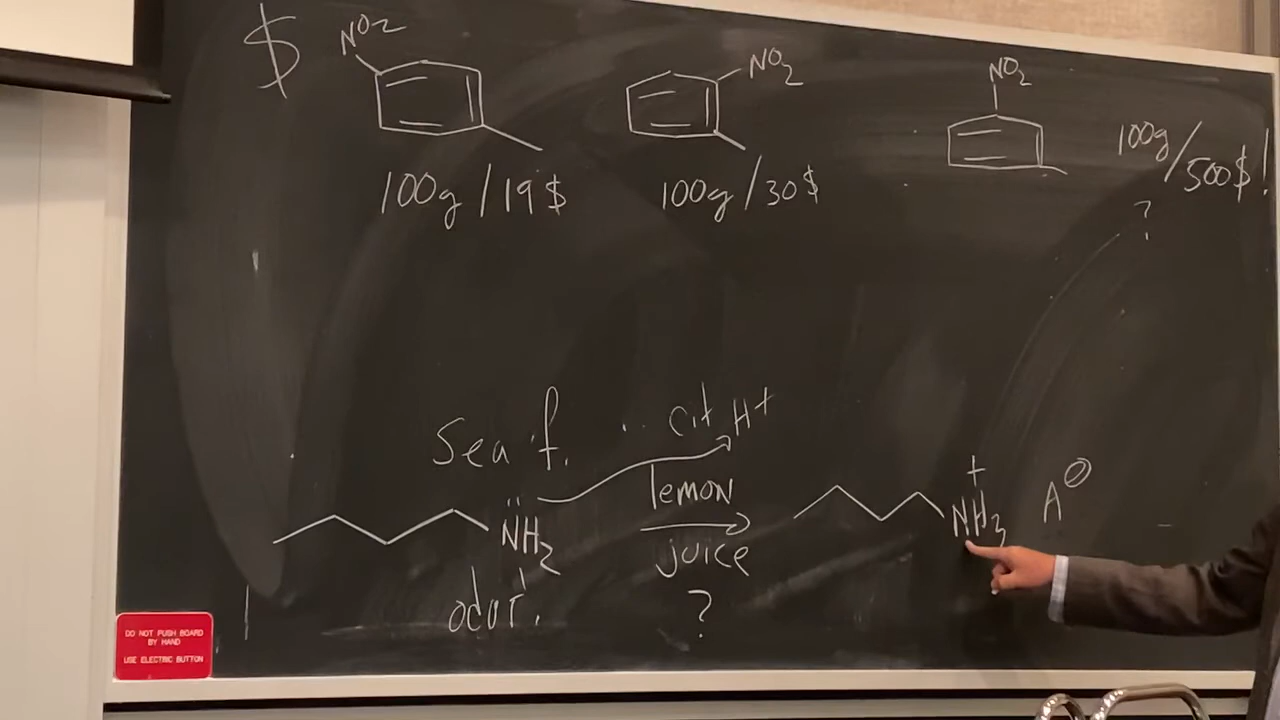 $
NO2
NO2
NO2
100g / 19$
100g / 30$
100g / 500$!
?
Sea f.
cit H+
lemon
juice
?
NH2
odor.
+
NH3
A⊖
DO NOT PUSH BOARD
BY HAND
USE ELECTRIC BUTTON